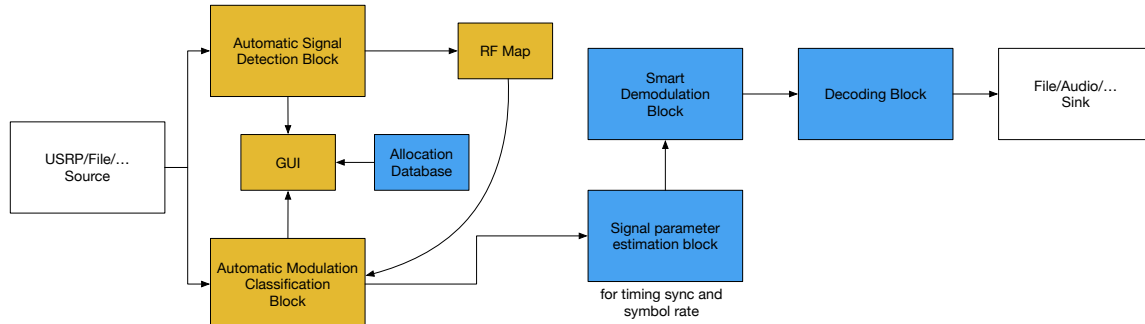 Automatic Signal
Detection Block
RF Map
Smart
Demodulation
Block
Decoding Block
File/Audio/…
Sink
USRP/File/…
Source
GUI
Allocation
Database
Signal parameter
estimation block
Automatic Modulation
Classification
Block
for timing sync and
symbol rate